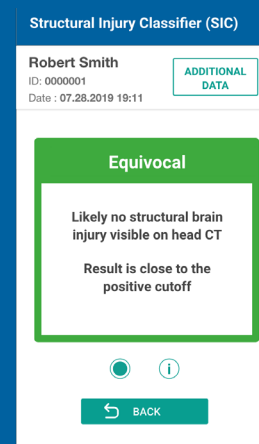 Structural Injury Classifier (SIC)
Robert Smith
ID: 0000001
Date : 07.28.2019 19:11
ADDITIONAL
DATA
Equivocal
Likely no structural brain
injury visible on head CT
Result is close to the
positive cutoff
i
BACK